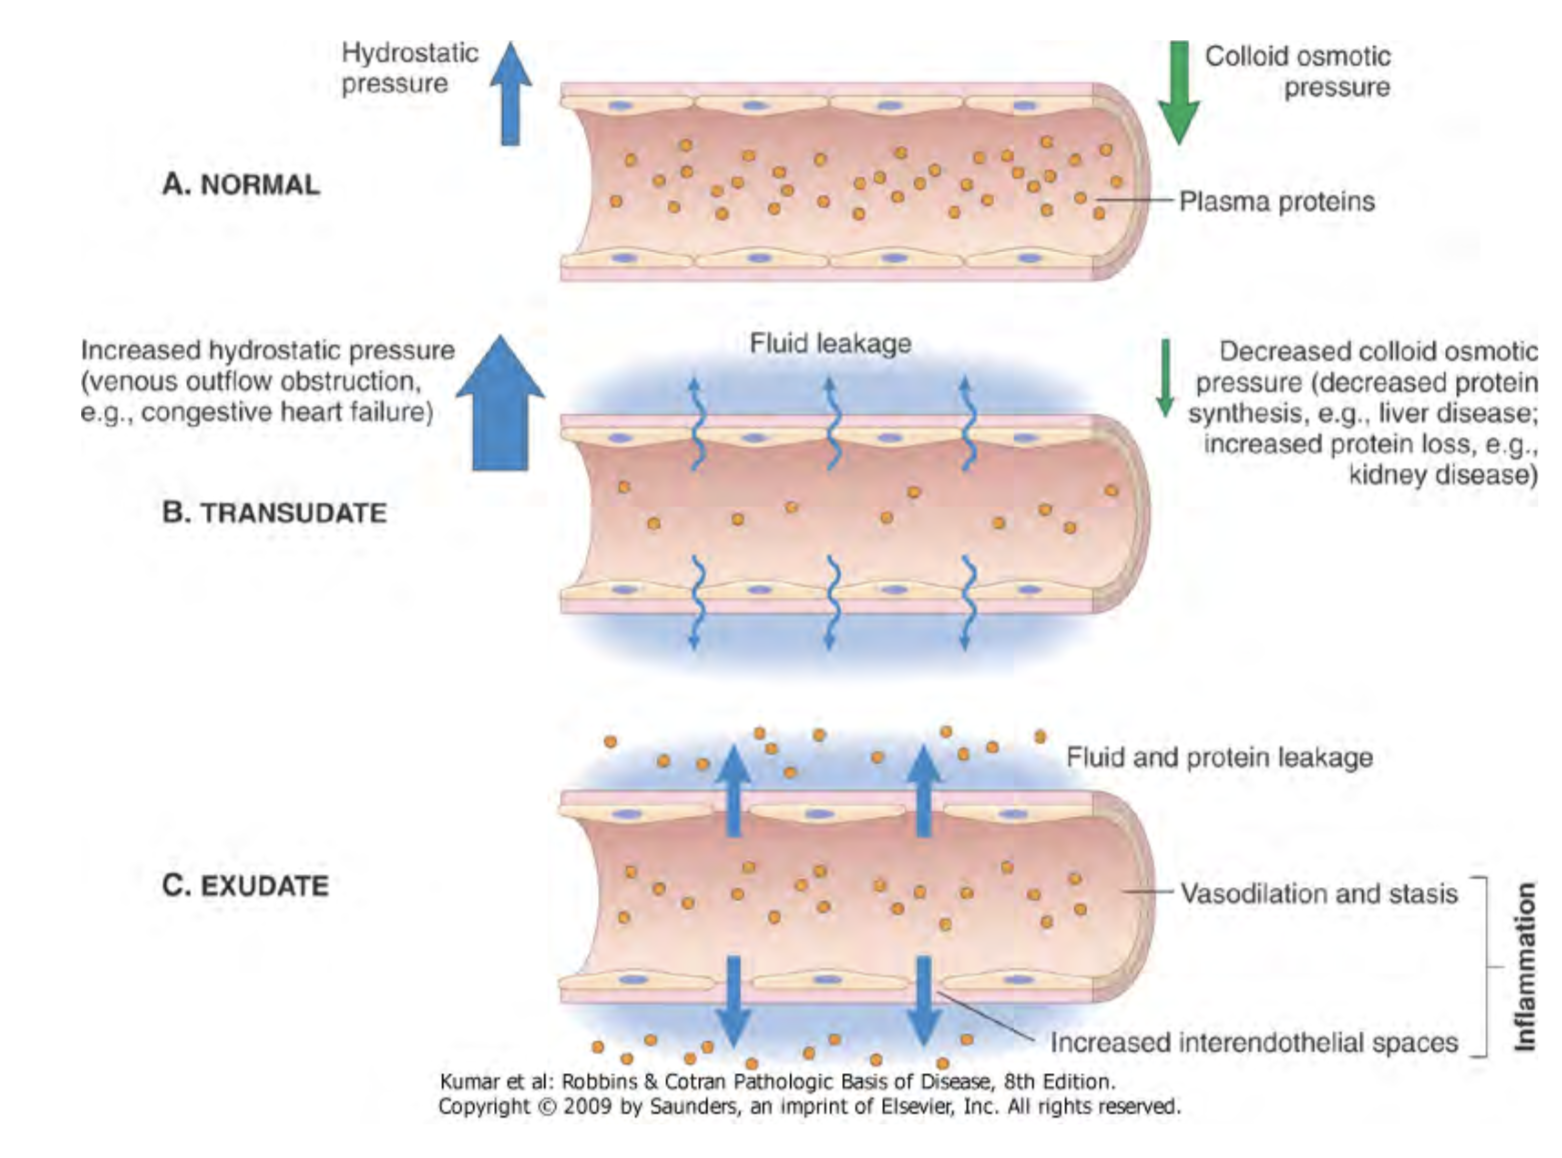 Hydrostatic
pressure
Colloid osmotic
pressure
A. NORMAL
Plasma proteins
Increased hydrostatic pressure
(venous outflow obstruction,
e.g., congestive heart failure)
Fluid leakage
Decreased colloid osmotic
pressure (decreased protein
synthesis, e.g., liver disease;
increased protein loss, e.g.,
kidney disease)
B. TRANSUDATE
Fluid and protein leakage
C. EXUDATE
Vasodilation and stasis
Inflammation
Increased interendothelial spaces
Kumar et al: Robbins & Cotran Pathologic Basis of Disease, 8th Edition.
Copyright © 2009 by Saunders, an imprint of Elsevier, Inc. All rights reserved.